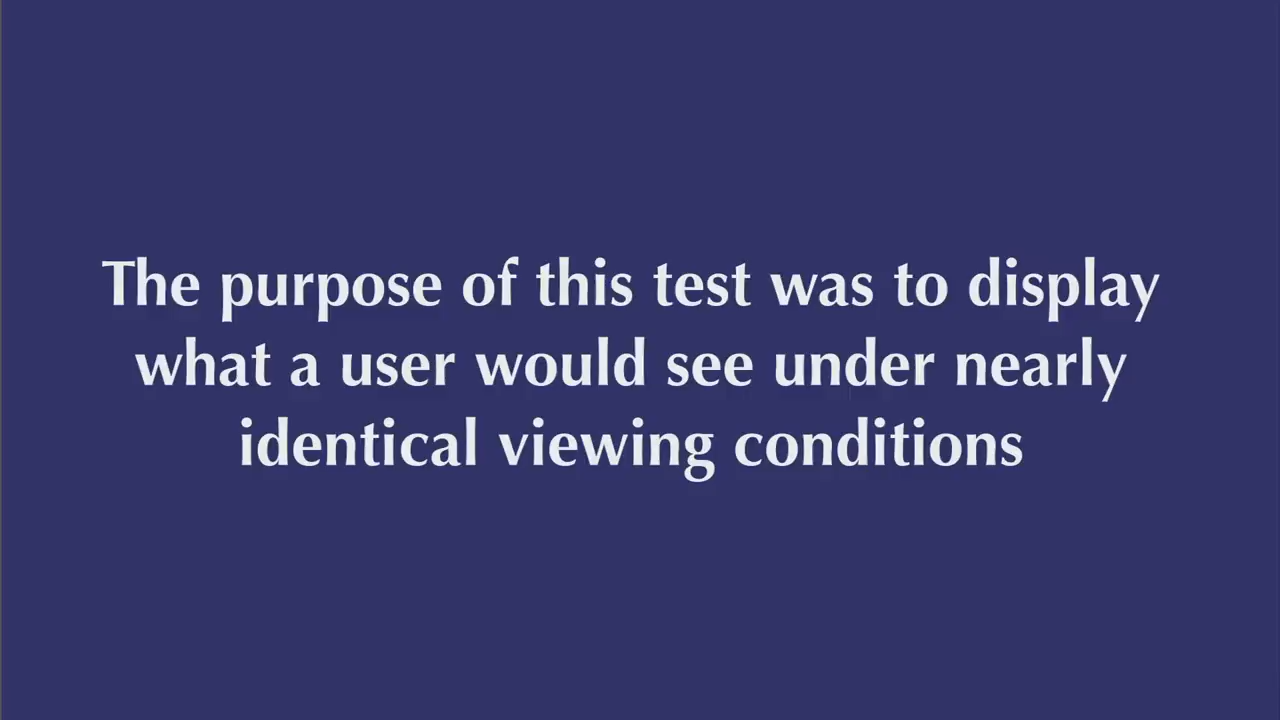 The purpose of this test was to display
what a user would see under nearly
identical viewing conditions